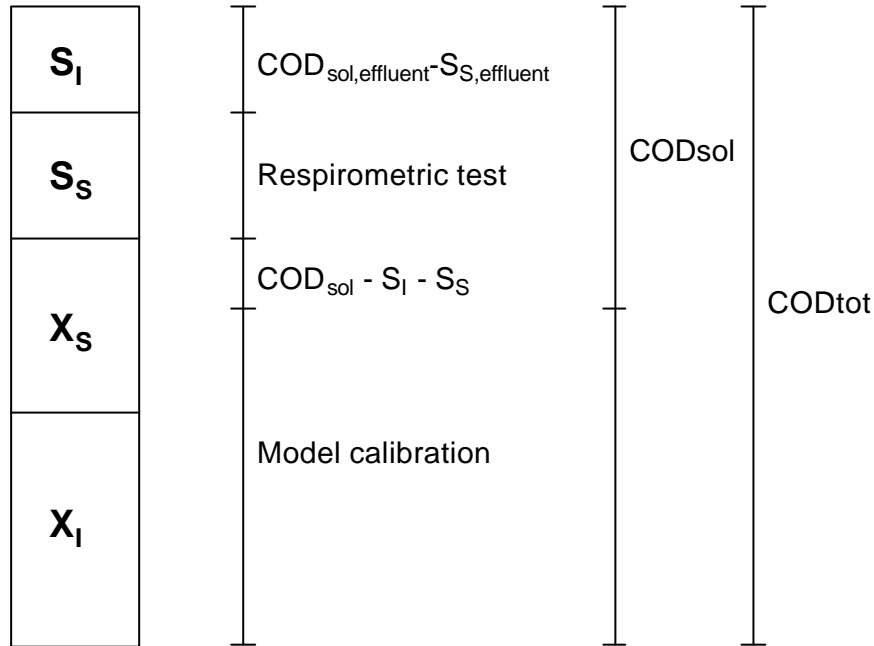 S_I
COD_sol,effluent-S_S,effluent
S_S
Respirometric test
CODsol
COD_sol - S_I - S_S
CODtot
X_S
Model calibration
X_I